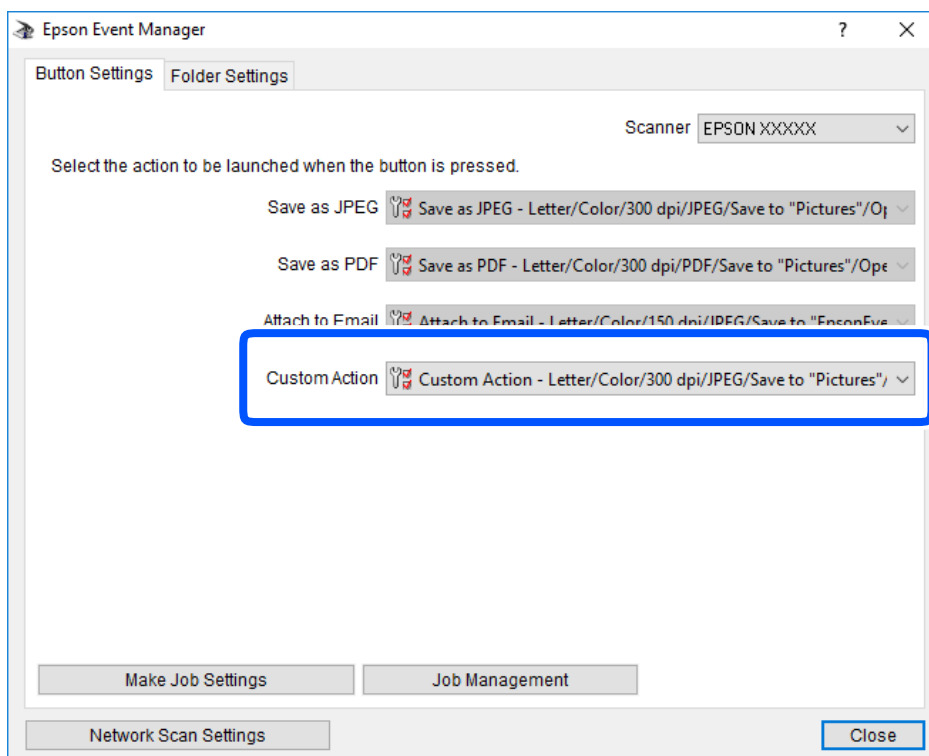 Epson Event Manager
?
Button Settings
Folder Settings
Scanner EPSON XXXXX
Select the action to be launched when the button is pressed.
Save as JPEG Save as JPEG - Letter/Color/300 dpi/JPEG/Save to "Pictures"/Op
Save as PDF Save as PDF - Letter/Color/300 dpi/PDF/Save to "Pictures"/Ope
Attach to Email Attach to Email - Letter/Color/150 dpi/JPEG/Save to "EpsonEve
Custom Action Custom Action - Letter/Color/300 dpi/JPEG/Save to "Pictures"/
Make Job Settings
Job Management
Network Scan Settings
Close